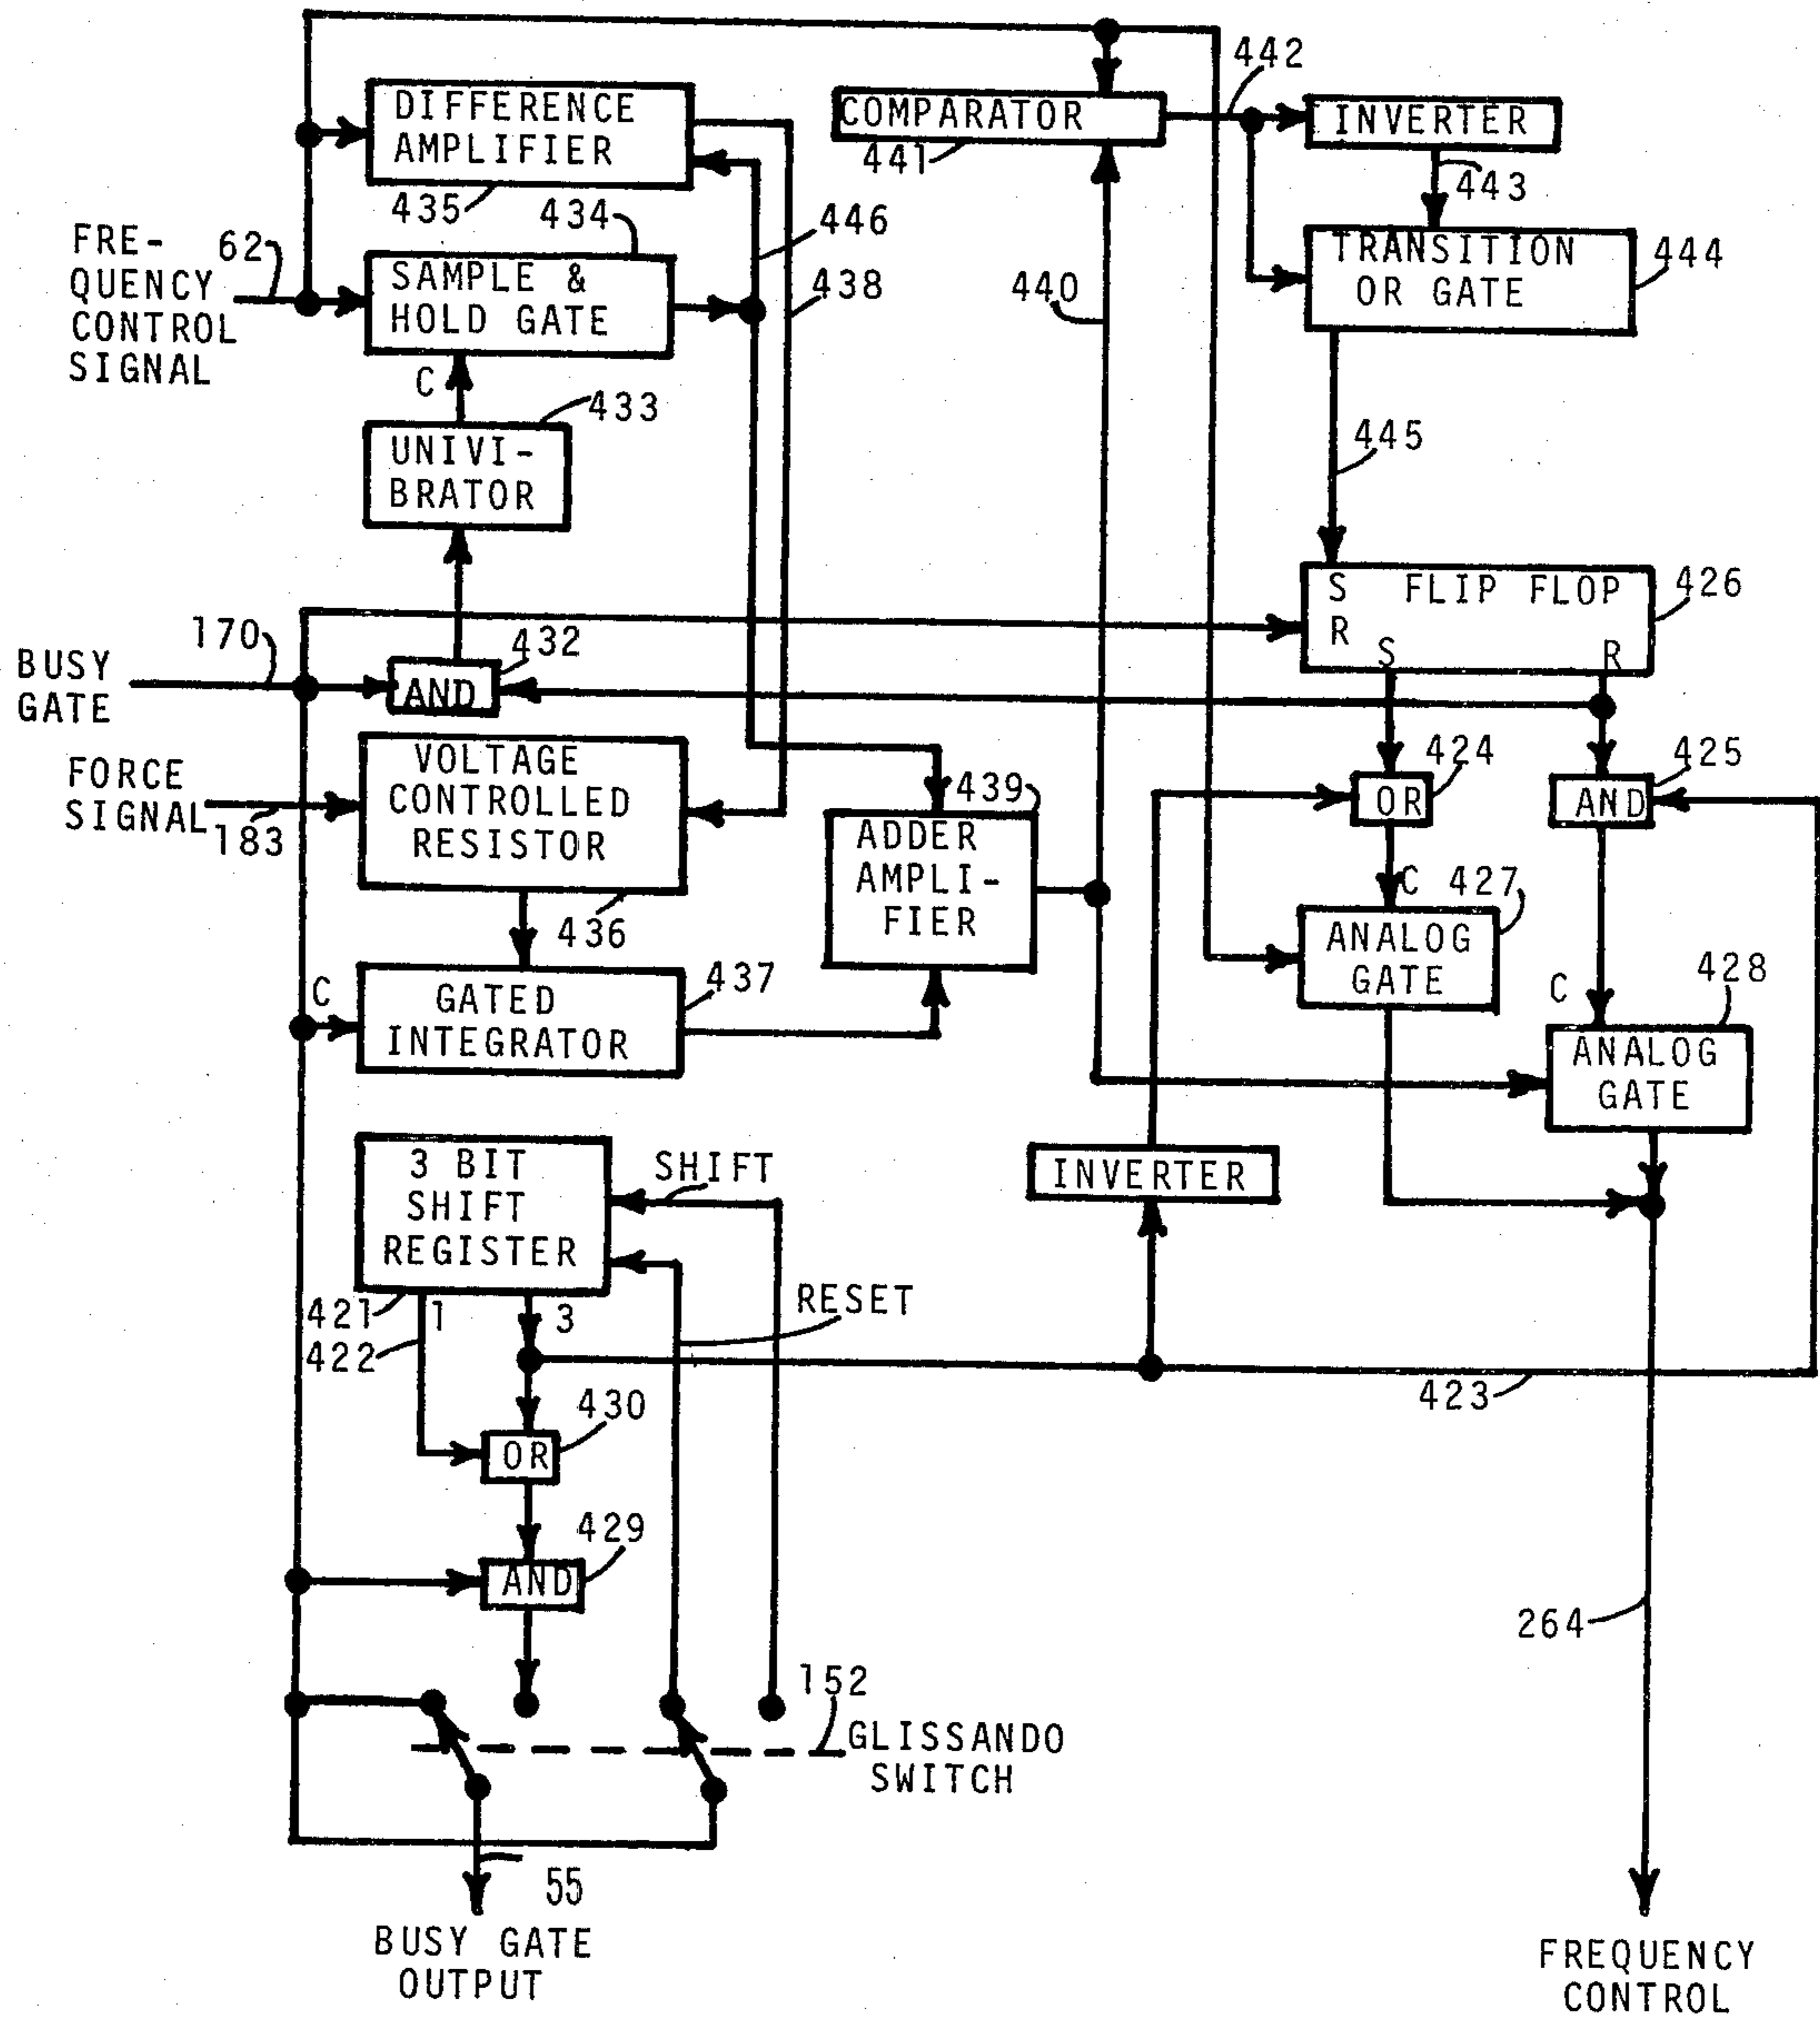 442
DIFFERENCE
AMPLIFIER
COMPARATOR
INVERTER
441
443
435
434
446
FRE-
QUENCY
CONTROL
SIGNAL
62
SAMPLE &
HOLD GATE
438
440
TRANSITION
OR GATE
444
C
433
UNIVI-
BRATOR
445
S FLIP FLOP
R
S R
426
170
432
BUSY
GATE
AND
FORCE
SIGNAL
183
VOLTAGE
CONTROLLED
RESISTOR
424
425
439
OR
AND
ADDER
AMPLI-
FIER
C
427
436
ANALOG
GATE
C
437
C
428
GATED
INTEGRATOR
ANALOG
GATE
3 BIT
SHIFT
REGISTER
SHIFT
INVERTER
RESET
421
1
3
422
423
430
OR
429
AND
264
152
GLISSANDO
SWITCH
55
BUSY GATE
OUTPUT
FREQUENCY
CONTROL